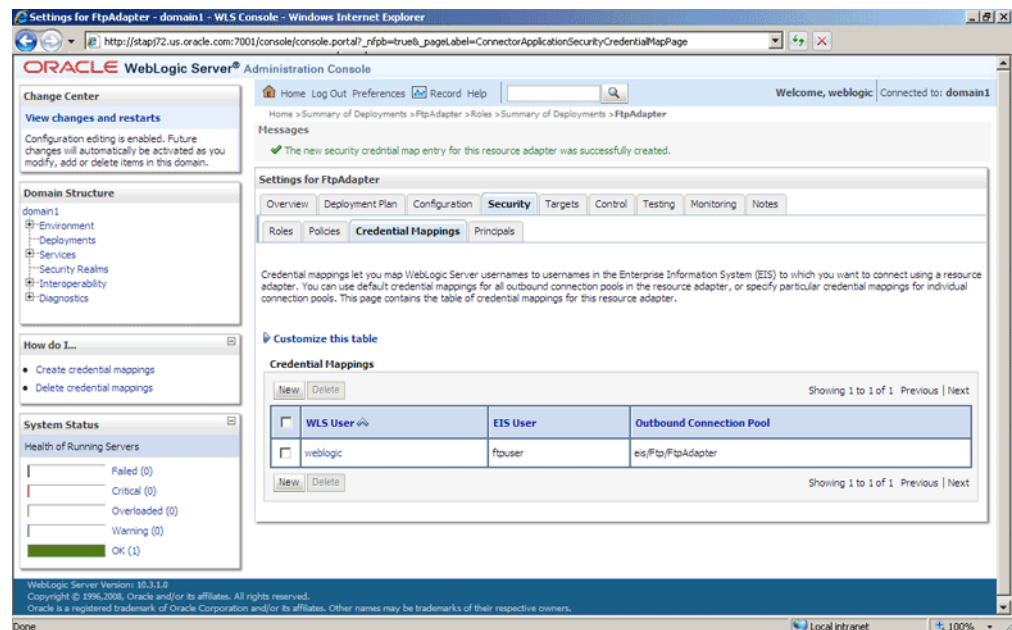 Settings for FtpAdapter - domain1 - WLS Console - Windows Internet Explorer
http://stapj72.us.oracle.com:7001/console/console.portal?_nfpb=true&_pageLabel=ConnectorApplicationSecurityCredentialMapPage
ORACLE WebLogic Server® Administration Console
Change Center
View changes and restarts
Configuration editing is enabled. Future
changes will automatically be activated as you
modify, add or delete items in this domain.
Domain Structure
domain1
Environment
Deployments
Services
Security Realms
Interoperability
Diagnostics
How do I...
Create credential mappings
Delete credential mappings
System Status
Health of Running Servers
Failed (0)
Critical (0)
Overloaded (0)
Warning (0)
OK (1)
Home Log Out Preferences Record Help
Welcome, weblogic Connected to: domain1
Home >Summary of Deployments >FtpAdapter >Roles >Summary of Deployments >FtpAdapter
Messages
The new security credntial map entry for this resource adapter was successfully created.
Settings for FtpAdapter
Overview Deployment Plan Configuration Security Targets Control Testing Monitoring Notes
Roles Policies Credential Mappings Principals
Credential mappings let you map WebLogic Server usernames to usernames in the Enterprise Information System (EIS) to which you want to connect using a resource
adapter. You can use default credential mappings for all outbound connection pools in the resource adapter, or specify particular credential mappings for individual
connection pools. This page contains the table of credential mappings for this resource adapter.
Customize this table
Credential Mappings
New Delete Showing 1 to 1 of 1 Previous | Next
WLS User EIS User Outbound Connection Pool
weblogic ftpuser eis/Ftp/FtpAdapter
New Delete Showing 1 to 1 of 1 Previous | Next
WebLogic Server Version: 10.3.1.0
Copyright © 1996,2008, Oracle and/or its affiliates. All rights reserved.
Oracle is a registered trademark of Oracle Corporation and/or its affiliates. Other names may be trademarks of their respective owners.
Done Local intranet 100%